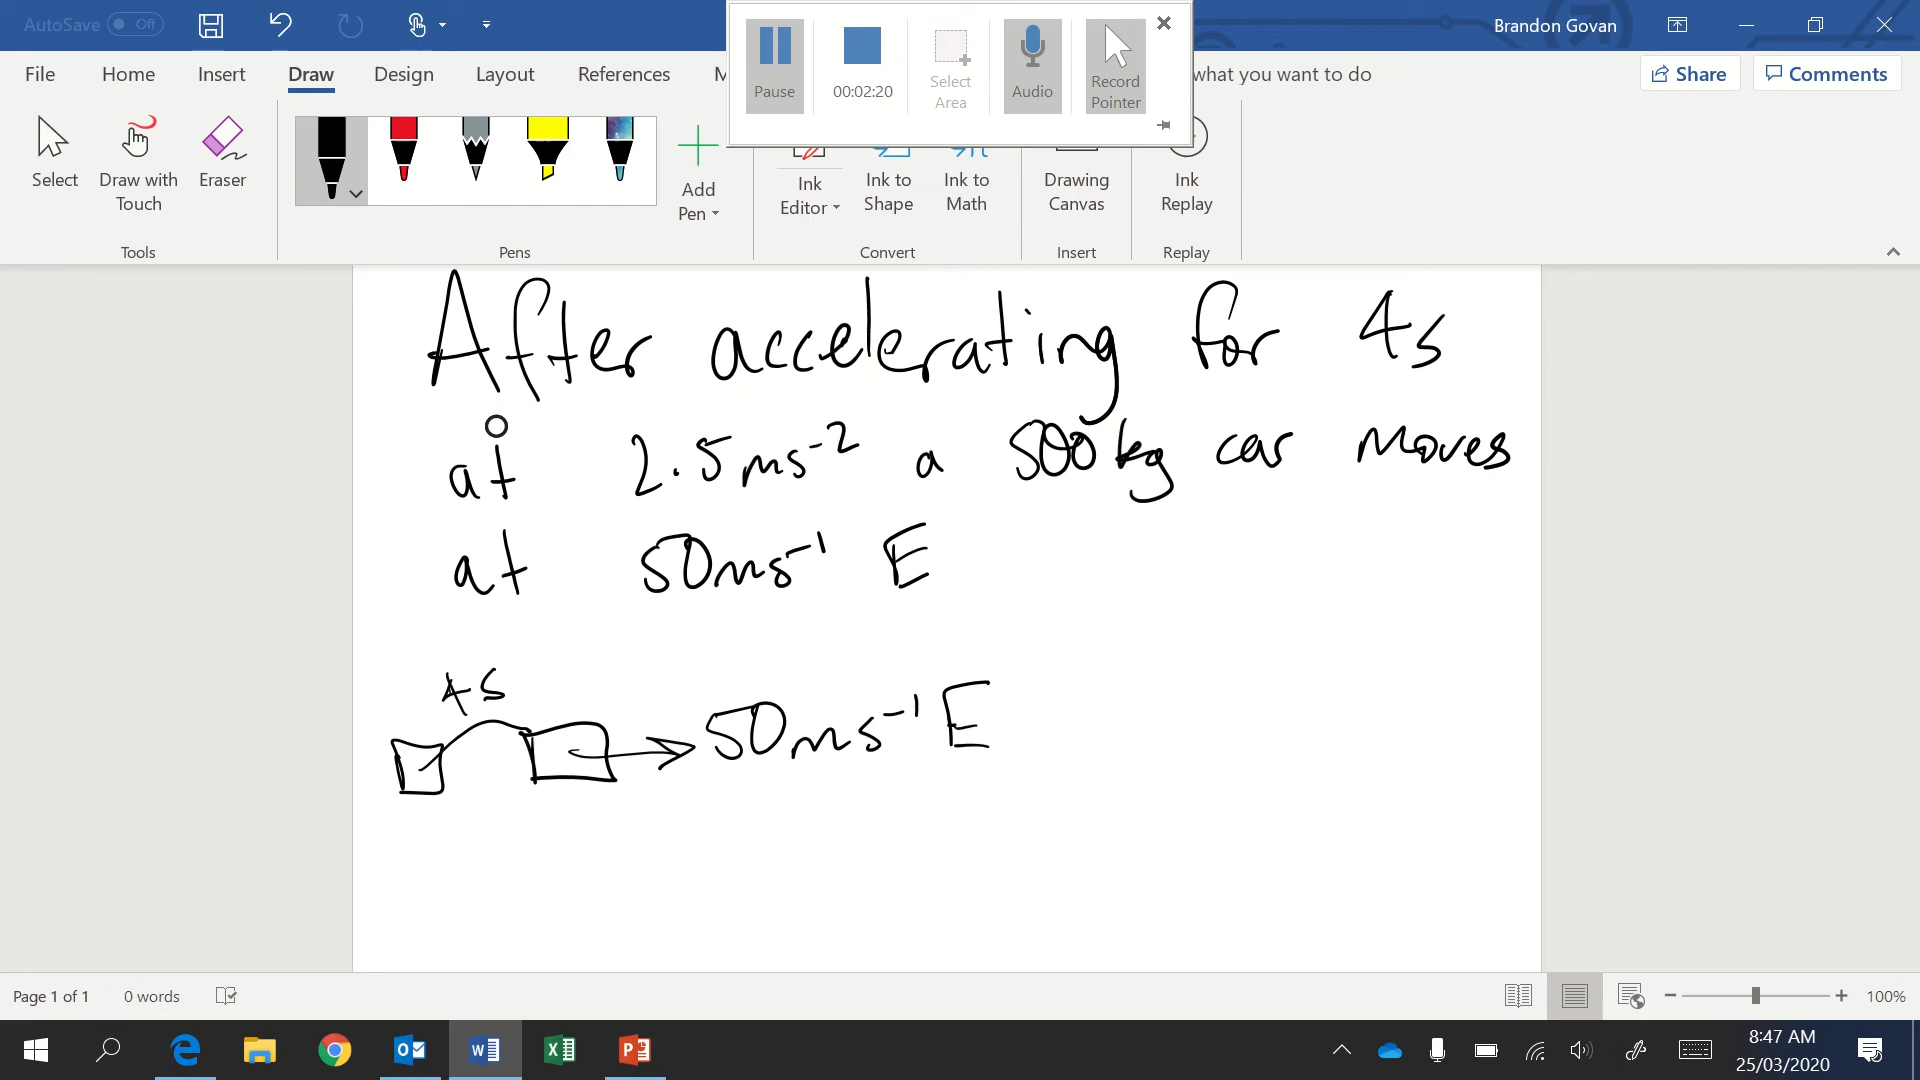 AutoSave Off
Brandon Govan
Pause
00:02:20
Select Area
Audio
Record Pointer
File Home Insert Draw Design Layout References M
what you want to do
Share
Comments
Select
Draw with Touch
Eraser
Add Pen
Ink Editor
Ink to Shape
Ink to Math
Drawing Canvas
Ink Replay
Tools
Pens
Convert
Insert
Replay
After accelerating for 4s
at 2.5ms⁻² a 500kg car moves
at 50ms⁻¹ E
4s
50ms⁻¹ E
Page 1 of 1 0 words
100%
8:47 AM
25/03/2020